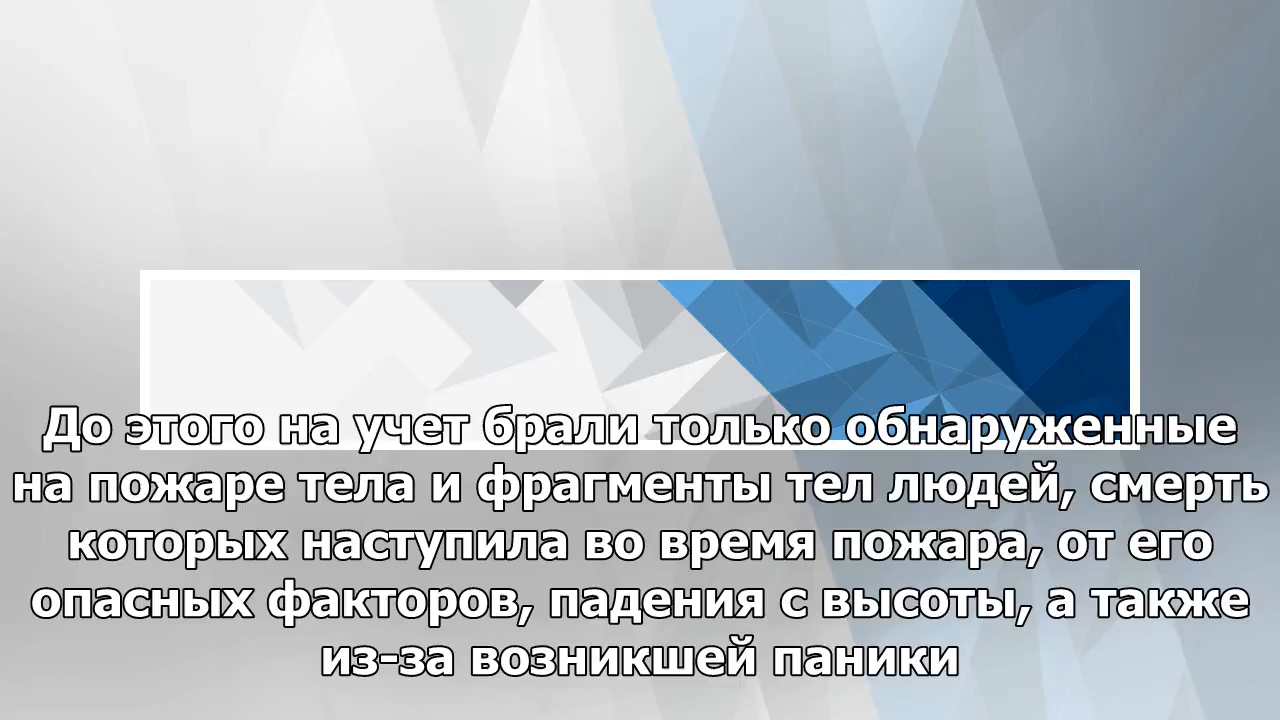 До этого на учет брали только обнаруженные
на пожаре тела и фрагменты тел людей, смерть
которых наступила во время пожара, от его
опасных факторов, падения с высоты, а также
из-за возникшей паники